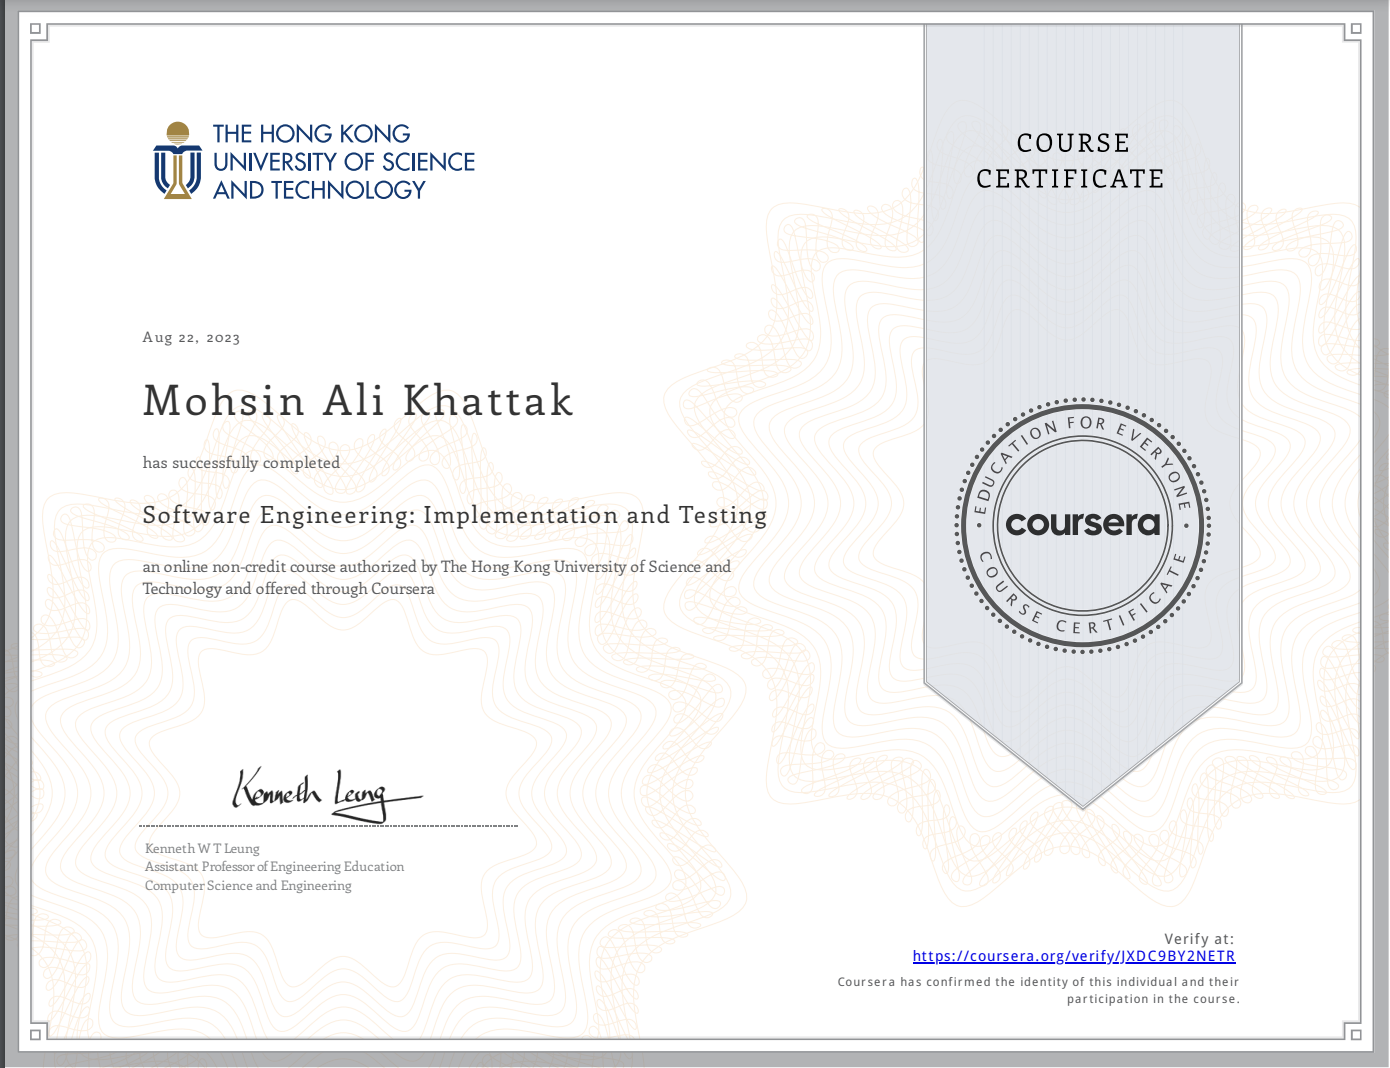 THE HONG KONG
UNIVERSITY OF SCIENCE
AND TECHNOLOGY
COURSE
CERTIFICATE
Aug 22, 2023
Mohsin Ali Khattak
has successfully completed
Software Engineering: Implementation and Testing
an online non-credit course authorized by The Hong Kong University of Science and
Technology and offered through Coursera
EDUCATION FOR EVERYONE
coursera
COURSE CERTIFICATE
Kenneth Leung
Kenneth W T Leung
Assistant Professor of Engineering Education
Computer Science and Engineering
Verify at:
https://coursera.org/verify/JXDC9BY2NETR
Coursera has confirmed the identity of this individual and their
participation in the course.